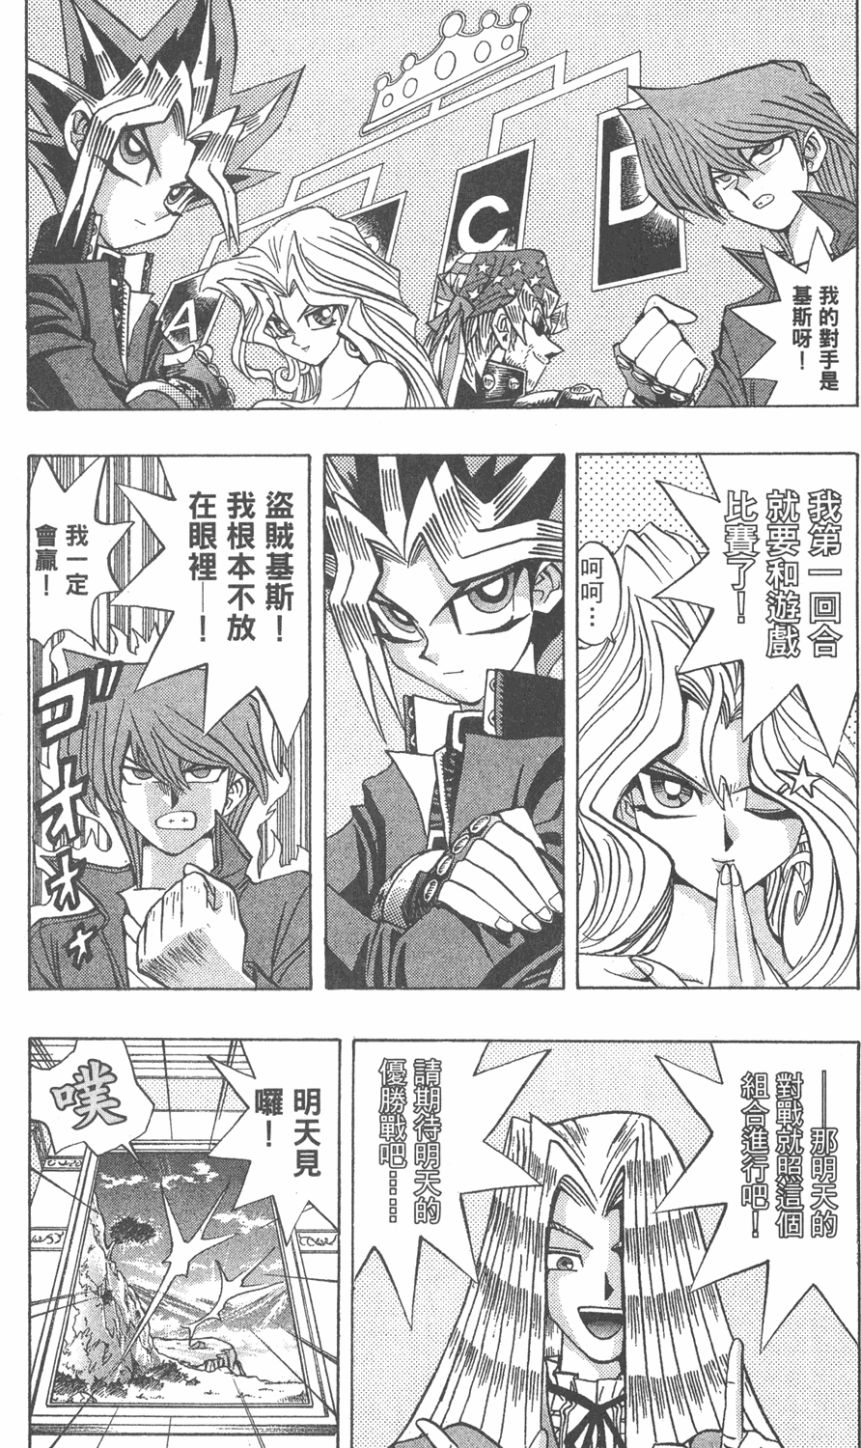 A
C
D
我的對手是
基斯呀！
我第一回合
就要和遊戲
比賽了！
呵呵…
盜賊基斯！
我根本不放
在眼裡—！
我一定
會贏！
ゴオオオ…
——那明天的
對戰就照這個
組合進行吧！
請期待明天的
優勝戰吧……
明天見
囉！
噗